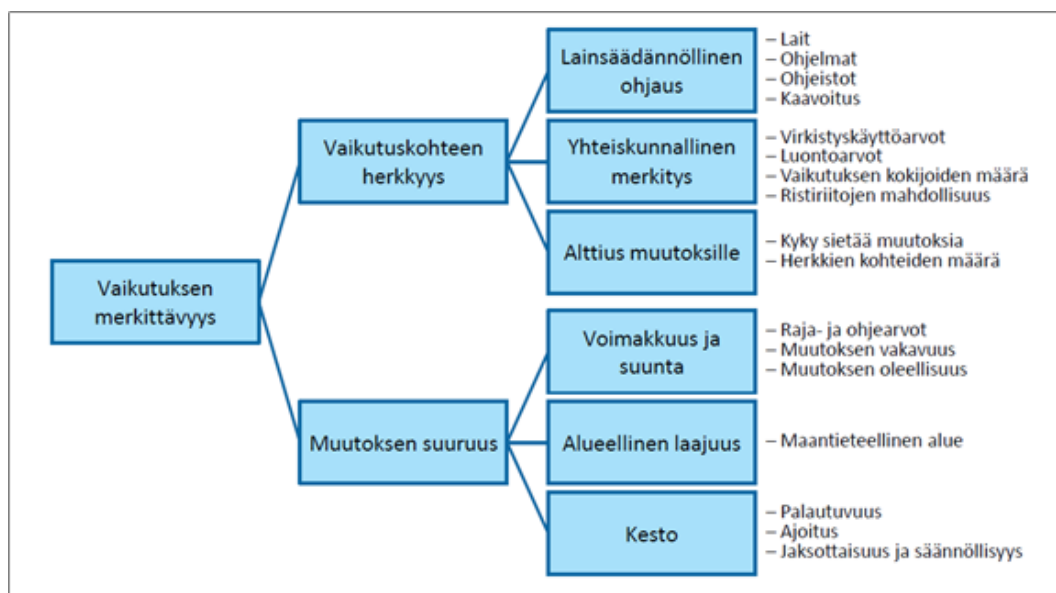 Lainsäädännöllinen
ohjaus
– Lait
– Ohjelmat
– Ohjeistot
– Kaavoitus
Vaikutuskohteen
herkkyys
Yhteiskunnallinen
merkitys
– Virkistyskäyttöarvot
– Luontoarvot
– Vaikutuksen kokijoiden määrä
– Ristiriitojen mahdollisuus
Alttius muutoksille
– Kyky sietää muutoksia
– Herkkien kohteiden määrä
Vaikutuksen
merkittävyys
Voimakkuus ja
suunta
– Raja- ja ohjearvot
– Muutoksen vakavuus
– Muutoksen oleellisuus
Muutoksen suuruus
Alueellinen laajuus
– Maantieteellinen alue
Kesto
– Palautuvuus
– Ajoitus
– Jaksottaisuus ja säännöllisyys